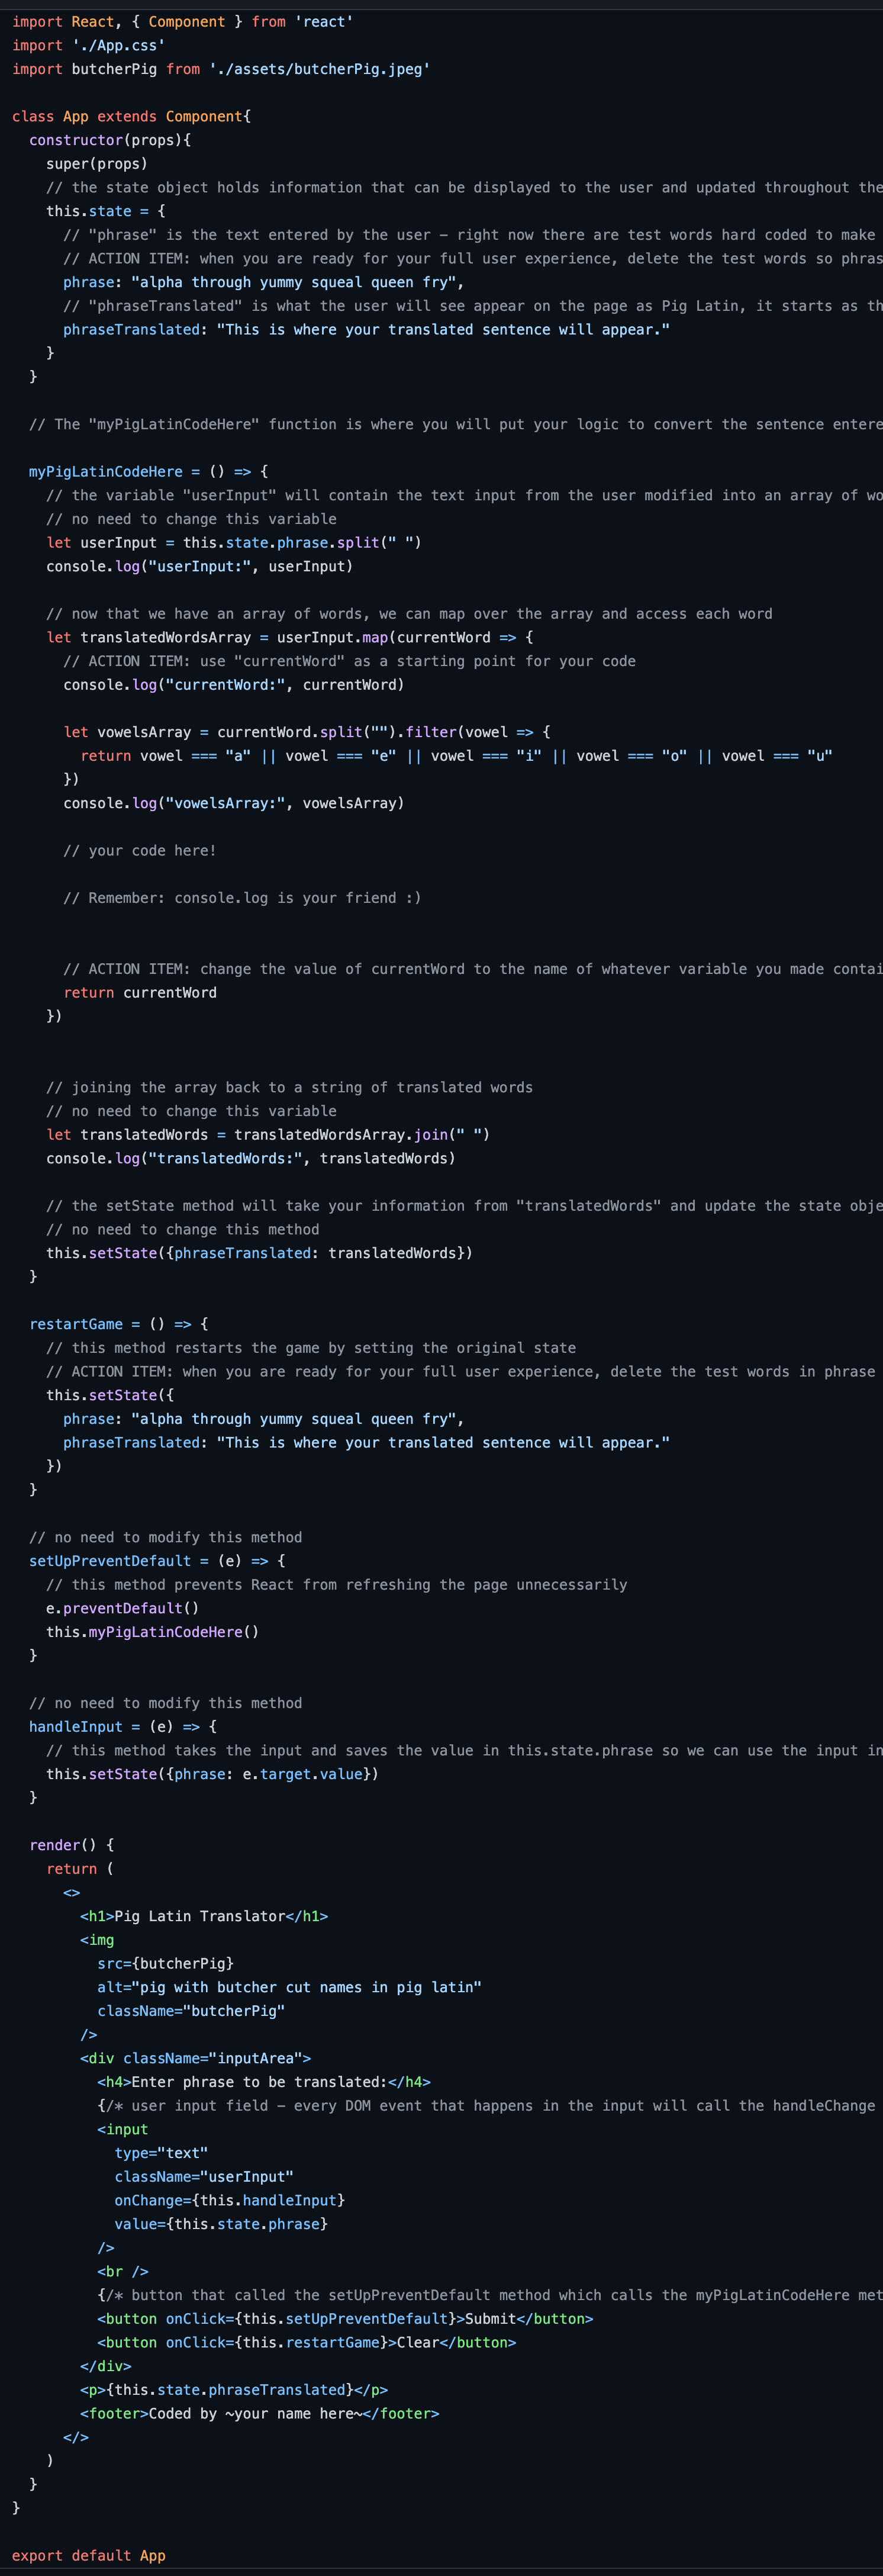 import React, { Component } from 'react'
import './App.css'
import butcherPig from './assets/butcherPig.jpeg'

class App extends Component{
  constructor(props){
    super(props)
    // the state object holds information that can be displayed to the user and updated throughout the
    this.state = {
      // "phrase" is the text entered by the user – right now there are test words hard coded to make
      // ACTION ITEM: when you are ready for your full user experience, delete the test words so phras
      phrase: "alpha through yummy squeal queen fry",
      // "phraseTranslated" is what the user will see appear on the page as Pig Latin, it starts as th
      phraseTranslated: "This is where your translated sentence will appear."
    }
  }

  // The "myPigLatinCodeHere" function is where you will put your logic to convert the sentence entere

  myPigLatinCodeHere = () => {
    // the variable "userInput" will contain the text input from the user modified into an array of wo
    // no need to change this variable
    let userInput = this.state.phrase.split(" ")
    console.log("userInput:", userInput)

    // now that we have an array of words, we can map over the array and access each word
    let translatedWordsArray = userInput.map(currentWord => {
      // ACTION ITEM: use "currentWord" as a starting point for your code
      console.log("currentWord:", currentWord)

      let vowelsArray = currentWord.split("").filter(vowel => {
        return vowel === "a" || vowel === "e" || vowel === "i" || vowel === "o" || vowel === "u"
      })
      console.log("vowelsArray:", vowelsArray)

      // your code here!

      // Remember: console.log is your friend :)


      // ACTION ITEM: change the value of currentWord to the name of whatever variable you made contai
      return currentWord
    })


    // joining the array back to a string of translated words
    // no need to change this variable
    let translatedWords = translatedWordsArray.join(" ")
    console.log("translatedWords:", translatedWords)

    // the setState method will take your information from "translatedWords" and update the state obje
    // no need to change this method
    this.setState({phraseTranslated: translatedWords})
  }

  restartGame = () => {
    // this method restarts the game by setting the original state
    // ACTION ITEM: when you are ready for your full user experience, delete the test words in phrase
    this.setState({
      phrase: "alpha through yummy squeal queen fry",
      phraseTranslated: "This is where your translated sentence will appear."
    })
  }

  // no need to modify this method
  setUpPreventDefault = (e) => {
    // this method prevents React from refreshing the page unnecessarily
    e.preventDefault()
    this.myPigLatinCodeHere()
  }

  // no need to modify this method
  handleInput = (e) => {
    // this method takes the input and saves the value in this.state.phrase so we can use the input in
    this.setState({phrase: e.target.value})
  }

  render() {
    return (
      <>
        <h1>Pig Latin Translator</h1>
        <img
          src={butcherPig}
          alt="pig with butcher cut names in pig latin"
          className="butcherPig"
        />
        <div className="inputArea">
          <h4>Enter phrase to be translated:</h4>
          {/* user input field – every DOM event that happens in the input will call the handleChange
          <input
            type="text"
            className="userInput"
            onChange={this.handleInput}
            value={this.state.phrase}
          />
          <br />
          {/* button that called the setUpPreventDefault method which calls the myPigLatinCodeHere met
          <button onClick={this.setUpPreventDefault}>Submit</button>
          <button onClick={this.restartGame}>Clear</button>
        </div>
        <p>{this.state.phraseTranslated}</p>
        <footer>Coded by ~your name here~</footer>
      </>
    )
  }
}

export default App